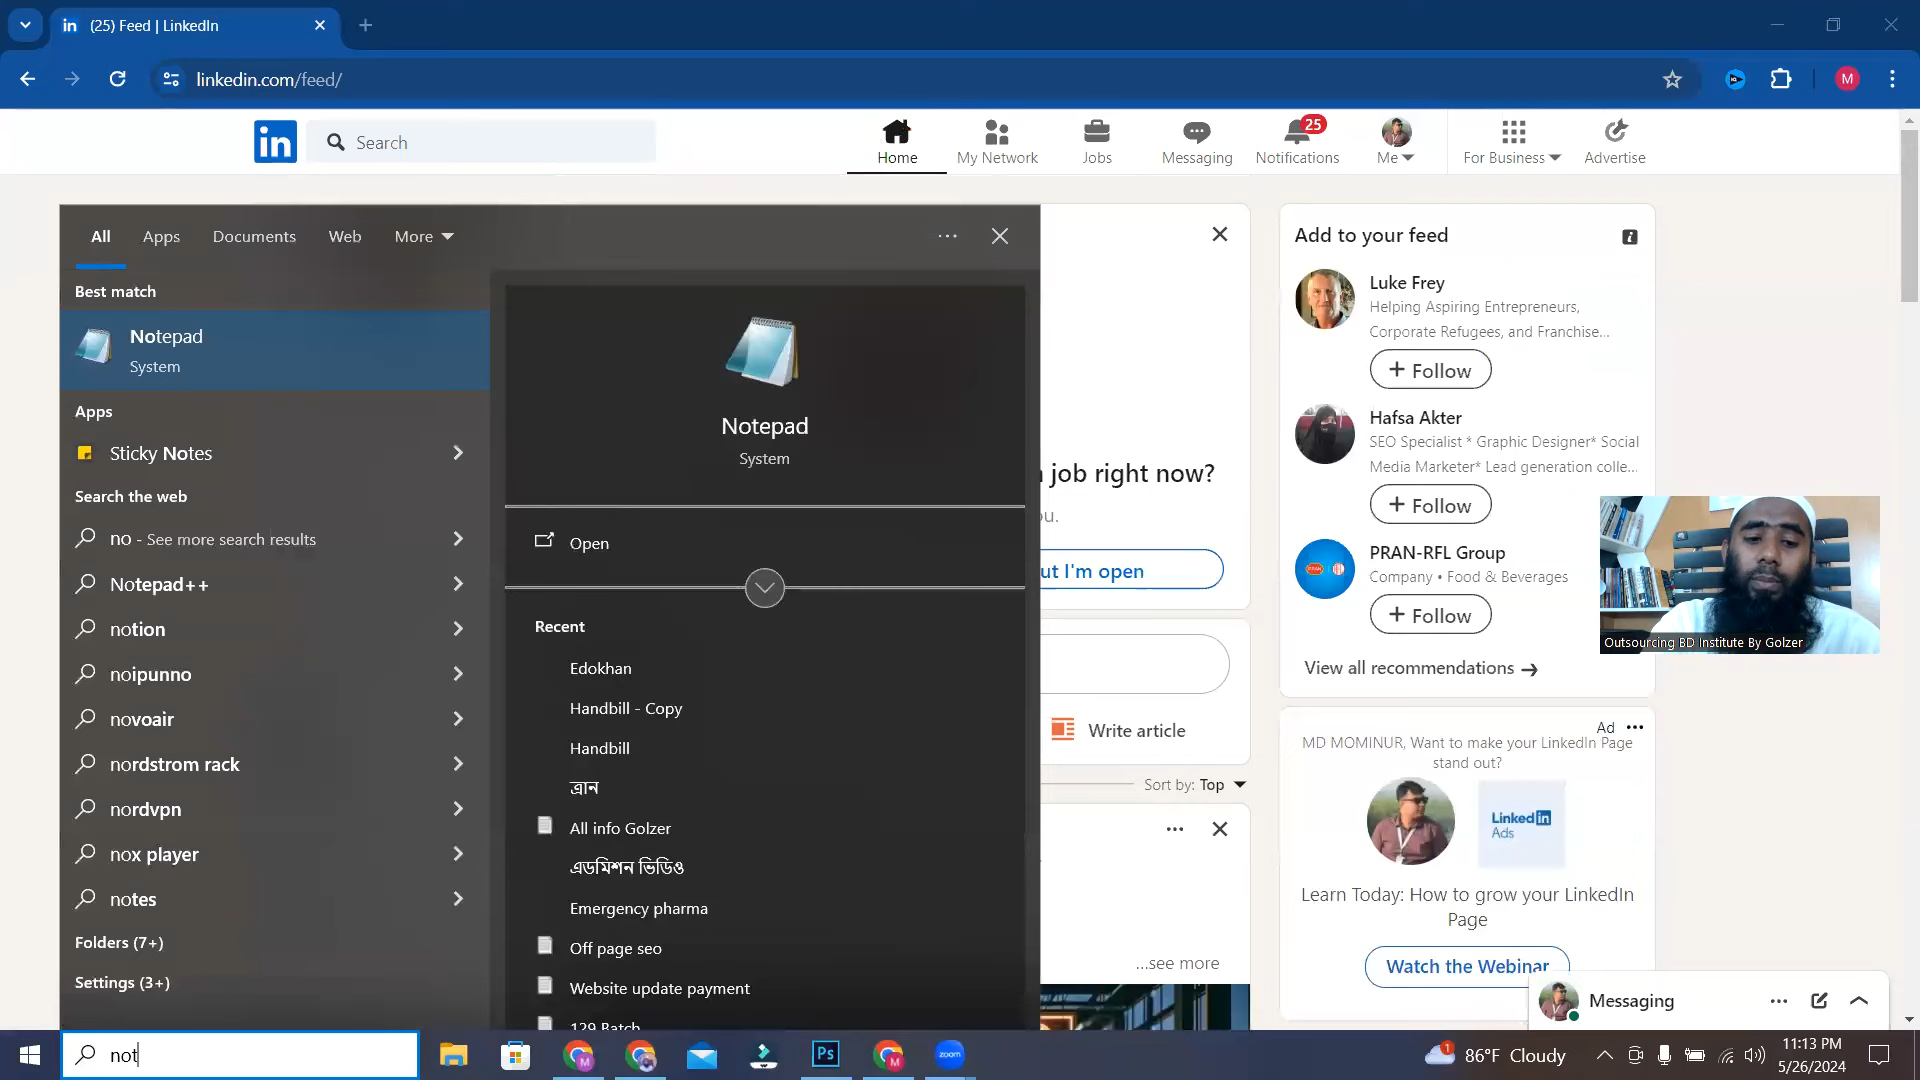 (25) Feed | LinkedIn
linkedin.com/feed/
M
in
Search
Home
My Network
Jobs
Messaging
25
Notifications
Me
For Business
Advertise
All
Apps
Documents
Web
More
Best match
Notepad
System
Apps
Sticky Notes
Search the web
no - See more search results
Notepad++
notion
noipunno
novoair
nordstrom rack
nordvpn
nox player
notes
Folders (7+)
Settings (3+)
Notepad
System
Open
Recent
Edokhan
Handbill - Copy
Handbill
ত্রান
All info Golzer
এডমিশন ভিডিও
Emergency pharma
Off page seo
Website update payment
129 Batch
job right now?
ou.
ut I'm open
Write article
Sort by: Top
...see more
Add to your feed
Luke Frey
Helping Aspiring Entrepreneurs,
Corporate Refugees, and Franchise...
+ Follow
Hafsa Akter
SEO Specialist * Graphic Designer* Social
Media Marketer* Lead generation colle...
+ Follow
PRAN-RFL Group
Company • Food & Beverages
+ Follow
View all recommendations →
Outsourcing BD Institute By Golzer
Ad
MD MOMINUR, Want to make your LinkedIn Page
stand out?
Linked in
Ads
Learn Today: How to grow your LinkedIn
Page
Watch the Webinar
Messaging
not
Ps
zoom
1
86°F Cloudy
11:13 PM
5/26/2024